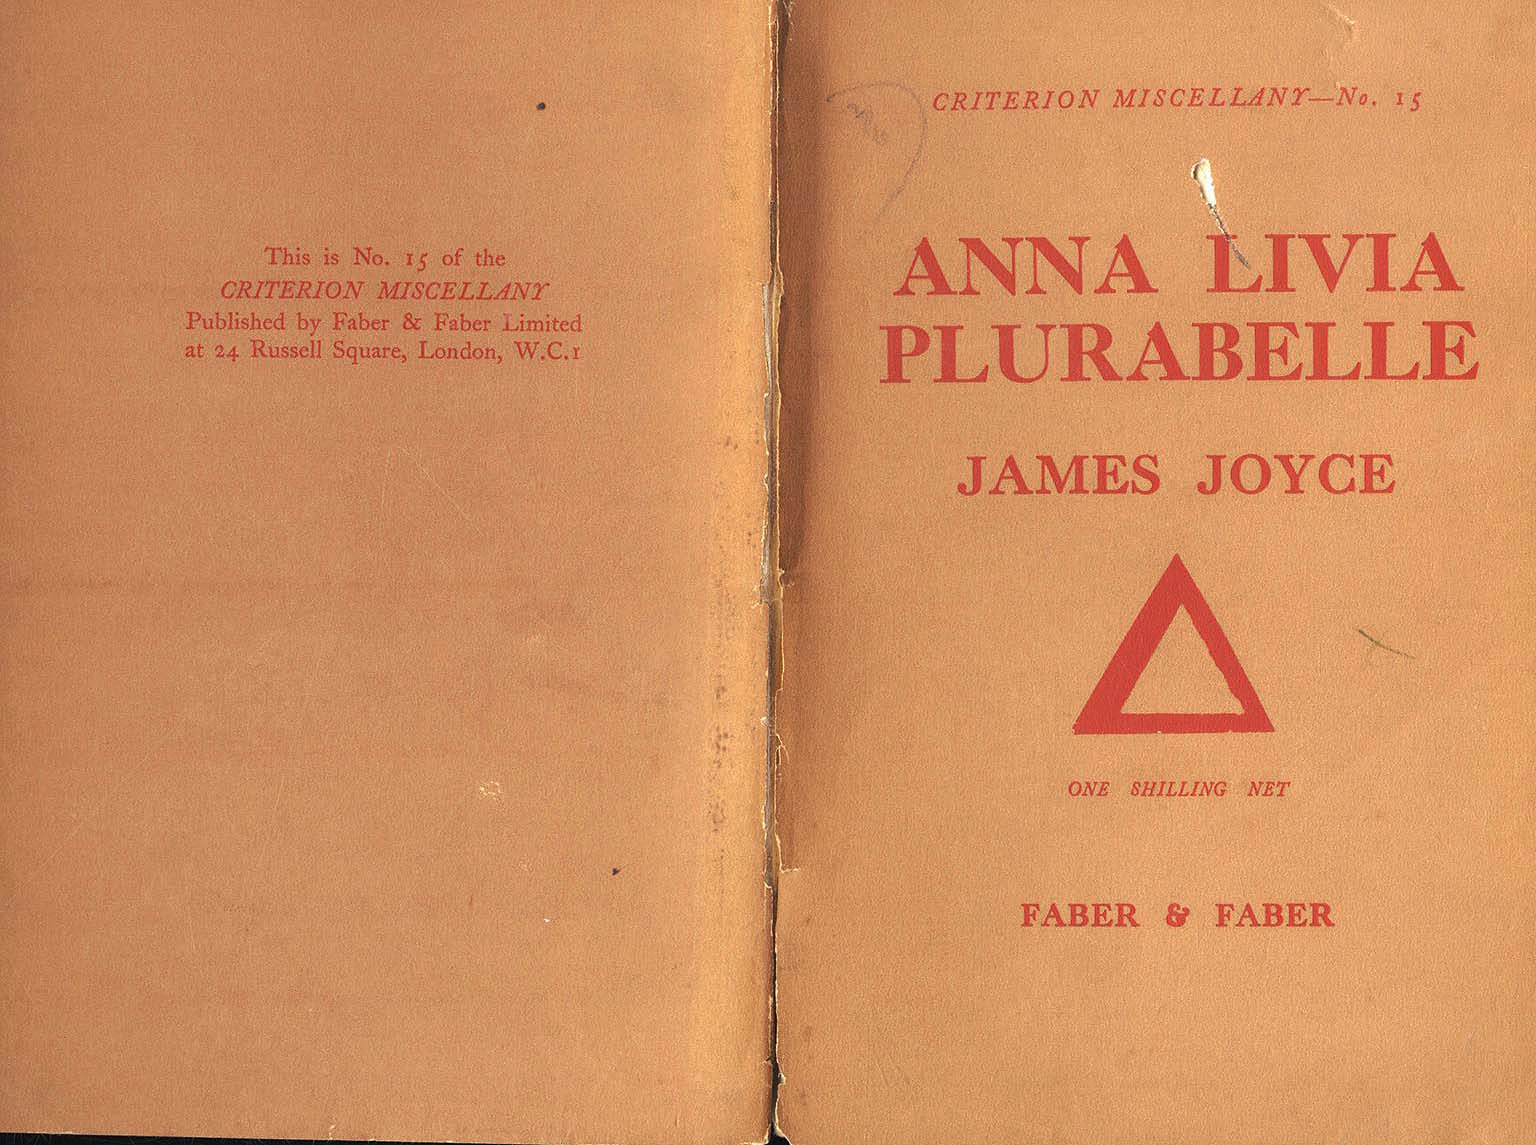 This is No. 15 of the
CRITERION MISCELLANY
Published by Faber & Faber Limited
at 24 Russell Square, London, W.C.1
CRITERION MISCELLANY—No. 15
ANNA LIVIA
PLURABELLE
JAMES JOYCE
ONE SHILLING NET
FABER & FABER